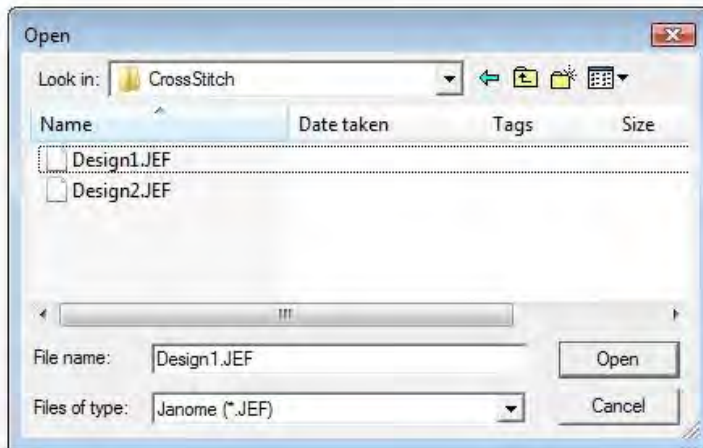 Open
Look in: CrossStitch
Name Date taken Tags Size
Design1.JEF
Design2.JEF
File name: Design1.JEF Open
Files of type: Janome (*.JEF) Cancel